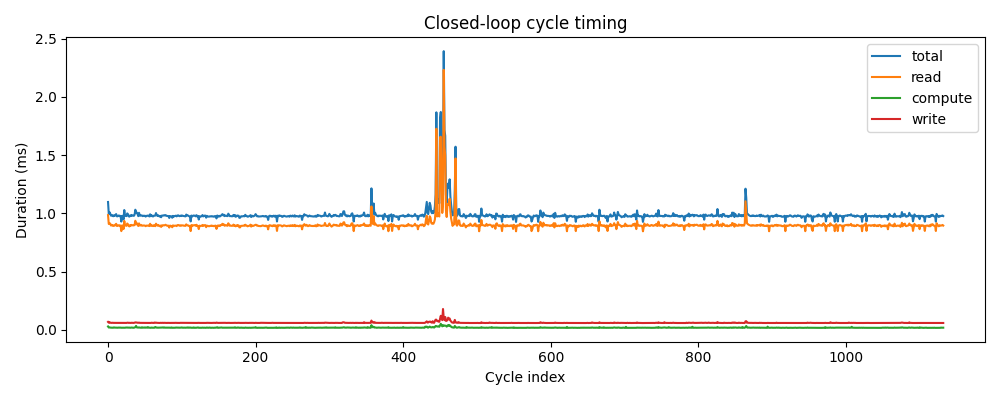 Closed-loop cycle timing
2.5
2.0
1.5
1.0
0.5
0.0
Duration (ms)
0
200
400
600
800
1000
Cycle index
total
read
compute
write